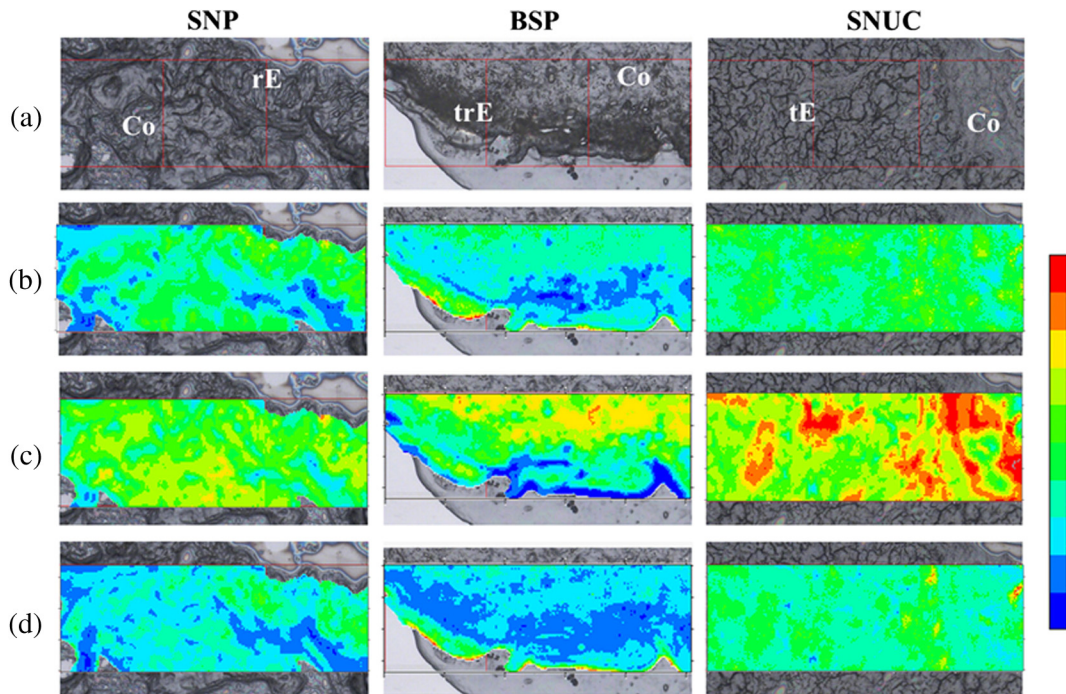 SNP BSP SNUC
(a) Co rE trE Co tE Co
(b)
(c)
(d)